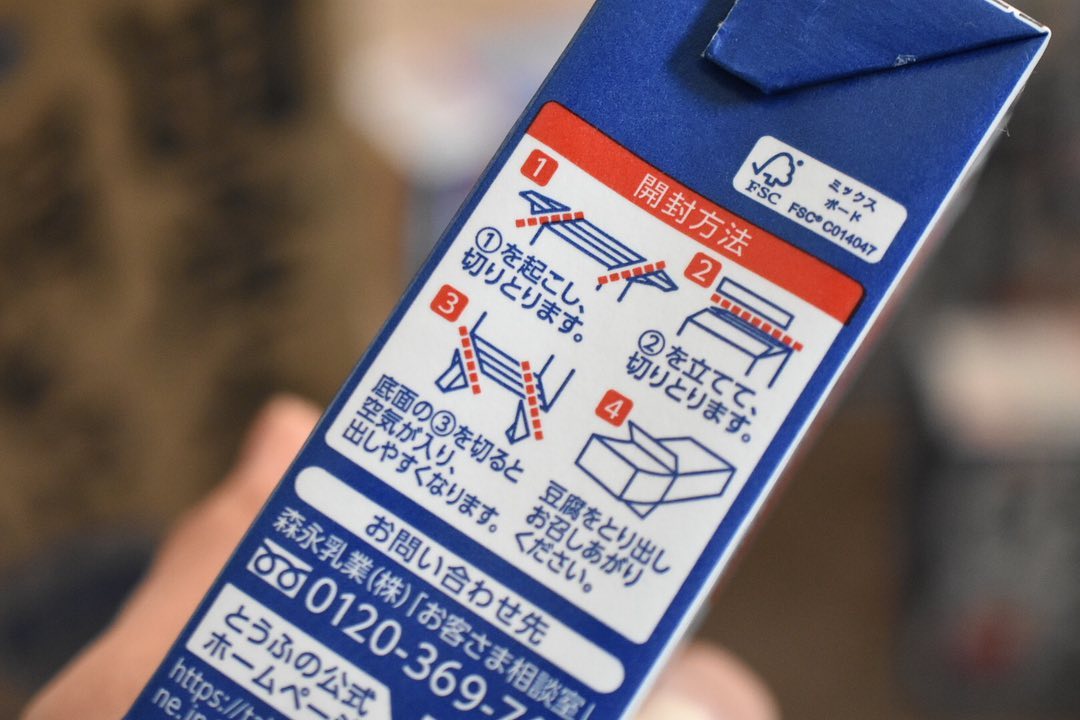 FSC
ミックス
ボード
FSC® C014047
開封方法
1
①を起こし、
切りとります。
2
②を立てて、
切りとります。
3
底面の③を切ると
空気が入り、
出しやすくなります。
4
豆腐をとり出し
お召しあがり
ください。
お問い合わせ先
森永乳業(株)「お客さま相談室」
0120-369-7
とうふの公式
ホームページ
https://t
ne.j